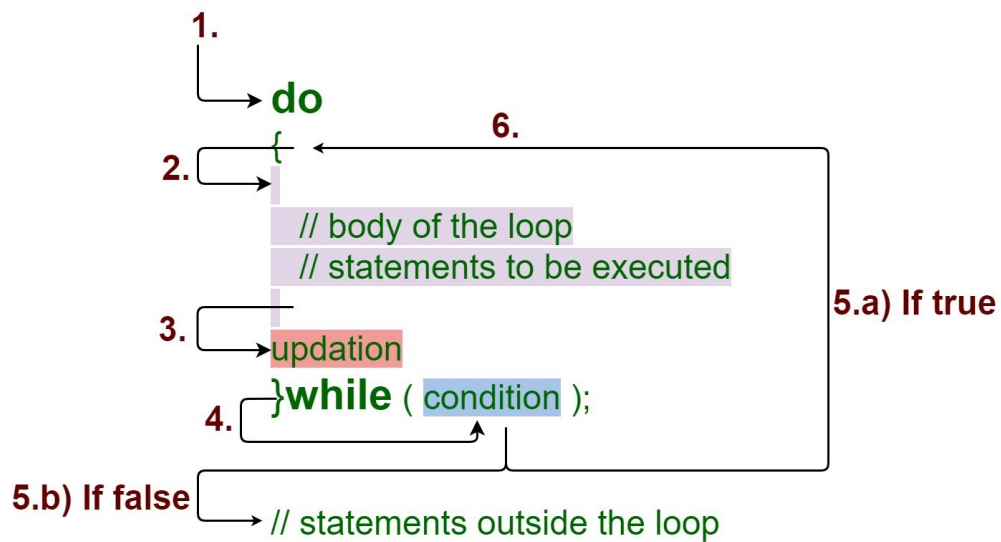 1.
do
6.
{
2.
// body of the loop
// statements to be executed
5.a) If true
3.
updation
}while ( condition );
4.
5.b) If false
// statements outside the loop